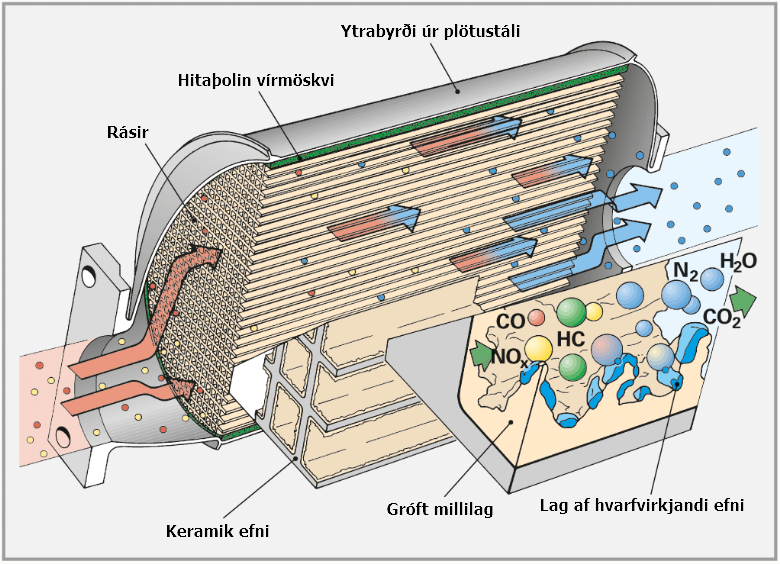 Ytrabyrði úr plötustáli
Hitaþolin vírmöskvi
Rásir
H₂O
N₂
CO₂
CO
HC
NOₓ
Gróft millilag
Lag af hvarfvirkjandi efni
Keramik efni